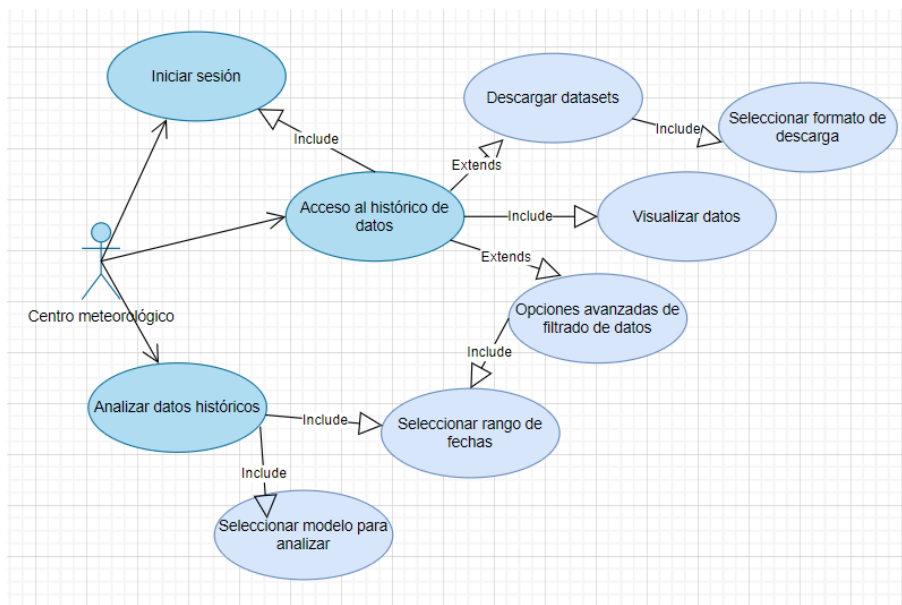 Iniciar sesión
Descargar datasets
Seleccionar formato de
descarga
Include
Include
Extends
Acceso al histórico de
datos
Include
Visualizar datos
Extends
Centro meteorológico
Opciones avanzadas de
filtrado de datos
Include
Analizar datos históricos
Include
Seleccionar rango de
fechas
Include
Seleccionar modelo para
analizar